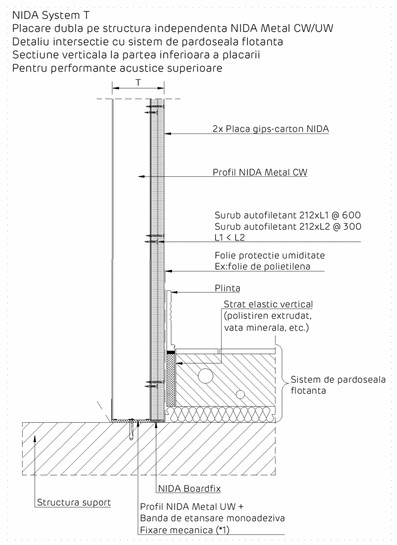 NIDA System T
Placare dubla pe structura independenta NIDA Metal CW/UW
Detaliu intersectie cu sistem de pardoseala flotanta
Sectiune verticala la partea inferioara a placarii
Pentru performante acustice superioare
T
2x Placa gips-carton NIDA
Profil NIDA Metal CW
Surub autofiletant 212xL1 @ 600
Surub autofiletant 212xL2 @ 300
L1 < L2
Folie protectie umiditate
Ex:folie de polietilena
Plinta
Strat elastic vertical
(polistiren extrudat,
vata minerala, etc.)
Sistem de pardoseala
flotanta
NIDA Boardfix
Structura suport
Profil NIDA Metal UW +
Banda de etansare monoadeziva
Fixare mecanica (*1)